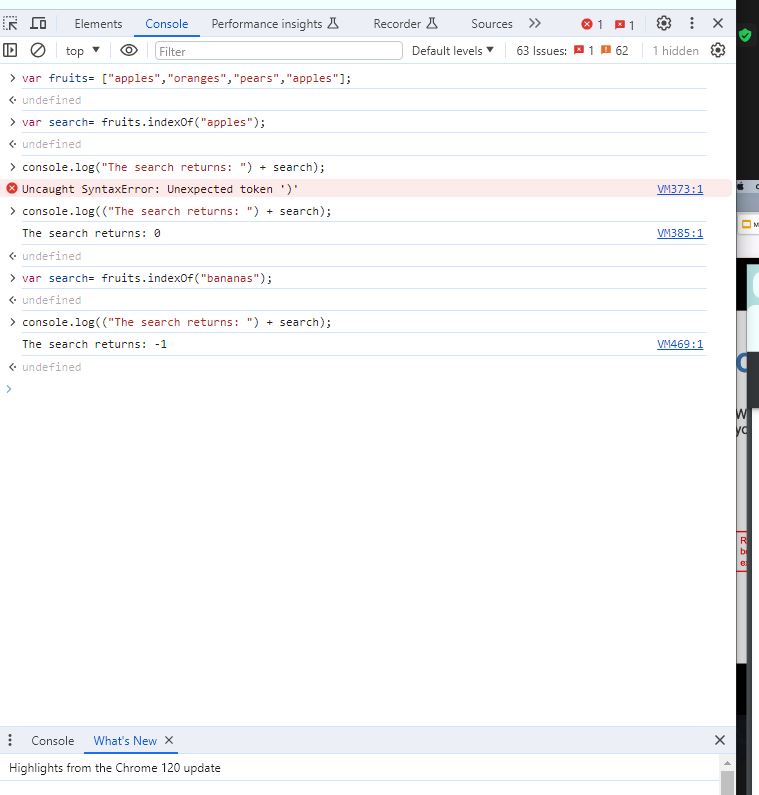 Elements Console Performance insights Recorder Sources 1 1
top Filter Default levels 63 Issues: 1 62 1 hidden
var fruits= ["apples","oranges","pears","apples"];
undefined
var search= fruits.indexOf("apples");
undefined
console.log("The search returns: ") + search);
Uncaught SyntaxError: Unexpected token ')' VM373:1
console.log(("The search returns: ") + search);
The search returns: 0 VM385:1
undefined
var search= fruits.indexOf("bananas");
undefined
console.log(("The search returns: ") + search);
The search returns: -1 VM469:1
undefined
Console What's New
Highlights from the Chrome 120 update